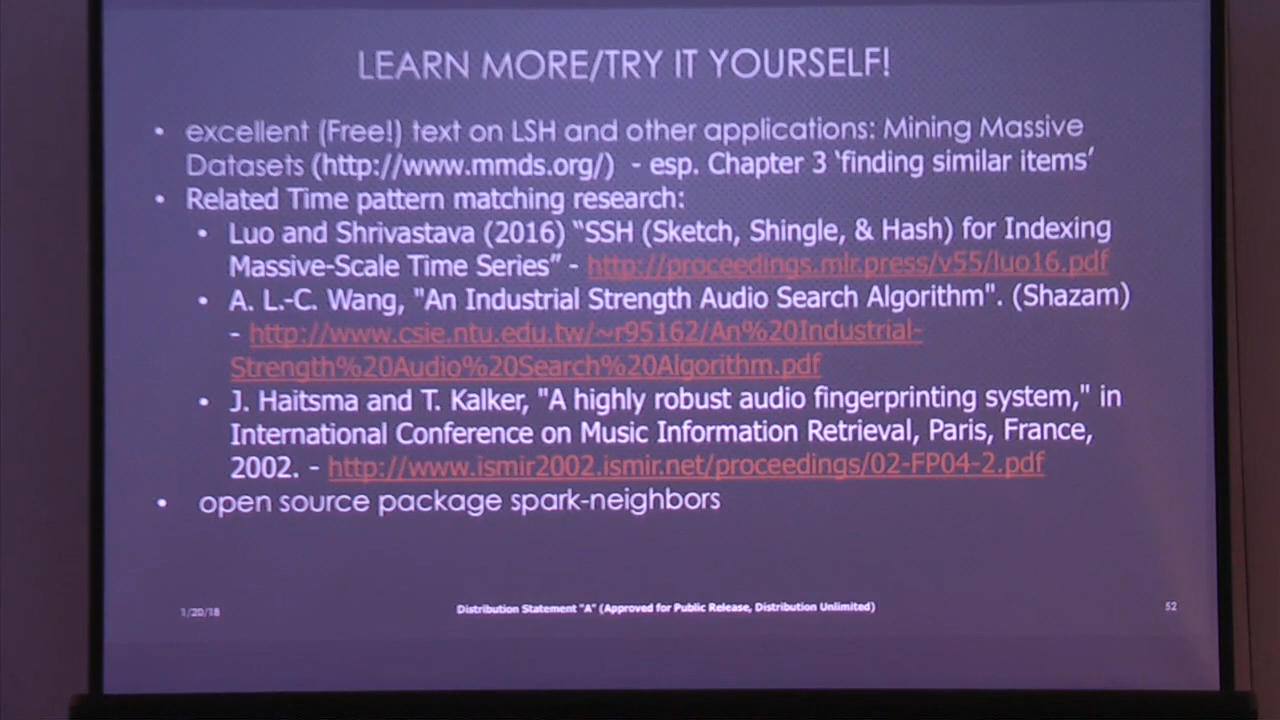 LEARN MORE/TRY IT YOURSELF!
• excellent (Free!) text on LSH and other applications: Mining Massive
Datasets (http://www.mmds.org/) - esp. Chapter 3 ‘finding similar items’
• Related Time pattern matching research:
• Luo and Shrivastava (2016) “SSH (Sketch, Shingle, & Hash) for Indexing
Massive-Scale Time Series” - http://proceedings.mlr.press/v55/luo16.pdf
• A. L.-C. Wang, "An Industrial Strength Audio Search Algorithm". (Shazam)
- http://www.csie.ntu.edu.tw/~r95162/An%20Industrial-
Strength%20Audio%20Search%20Algorithm.pdf
• J. Haitsma and T. Kalker, "A highly robust audio fingerprinting system," in
International Conference on Music Information Retrieval, Paris, France,
2002. - http://www.ismir2002.ismir.net/proceedings/02-FP04-2.pdf
• open source package spark-neighbors
1/20/18
Distribution Statement "A" (Approved for Public Release, Distribution Unlimited)
52